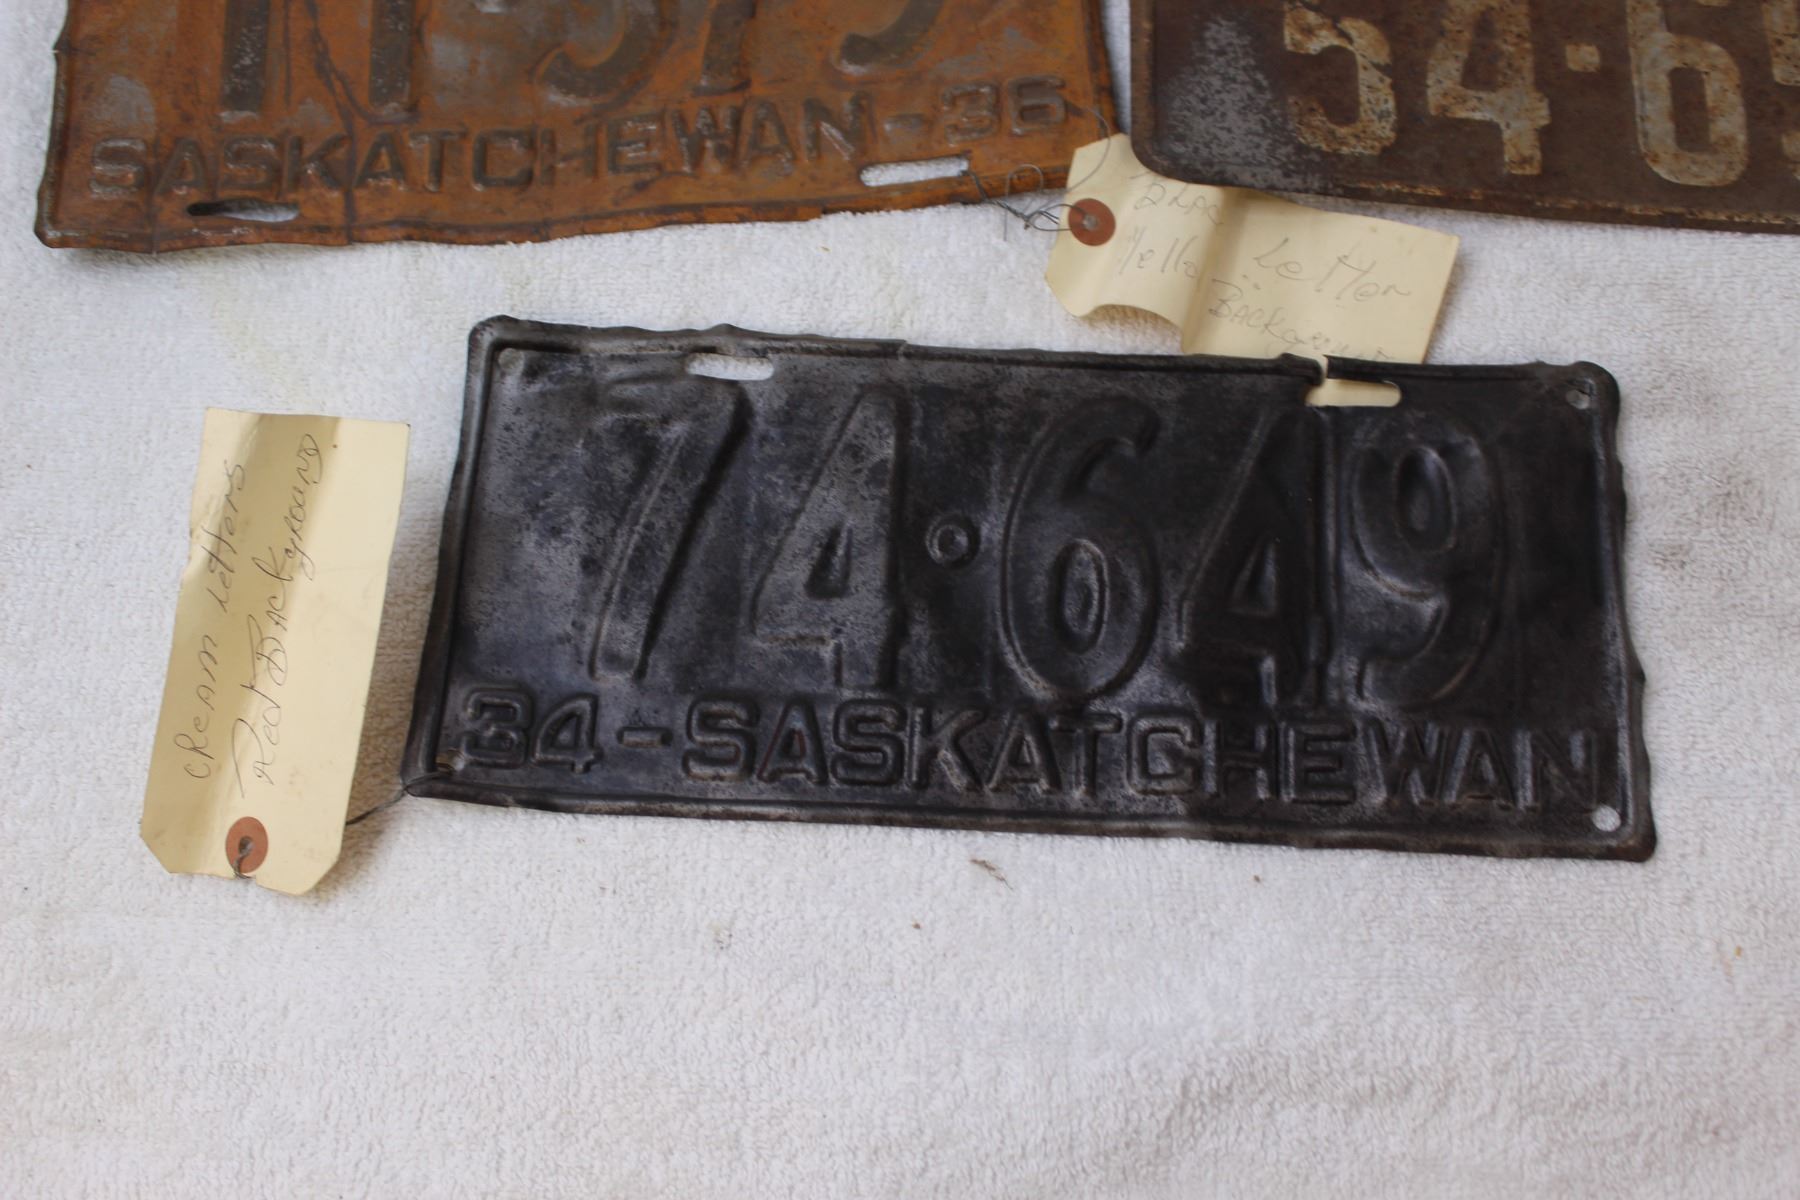 SASKATCHEWAN-36
54·6
Letter
Background
74·649
34-SASKATCHEWAN
CReAM LeTTeRS
Red BACKgROUND